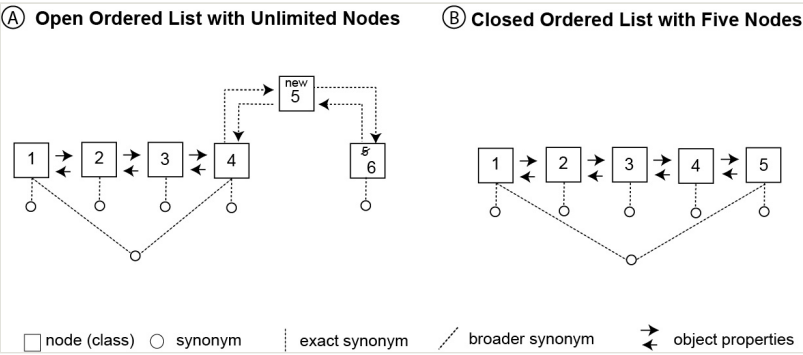 A Open Ordered List with Unlimited Nodes
B Closed Ordered List with Five Nodes
new
5
1 2 3 4 5 6
1 2 3 4 5
node (class) synonym exact synonym broader synonym object properties